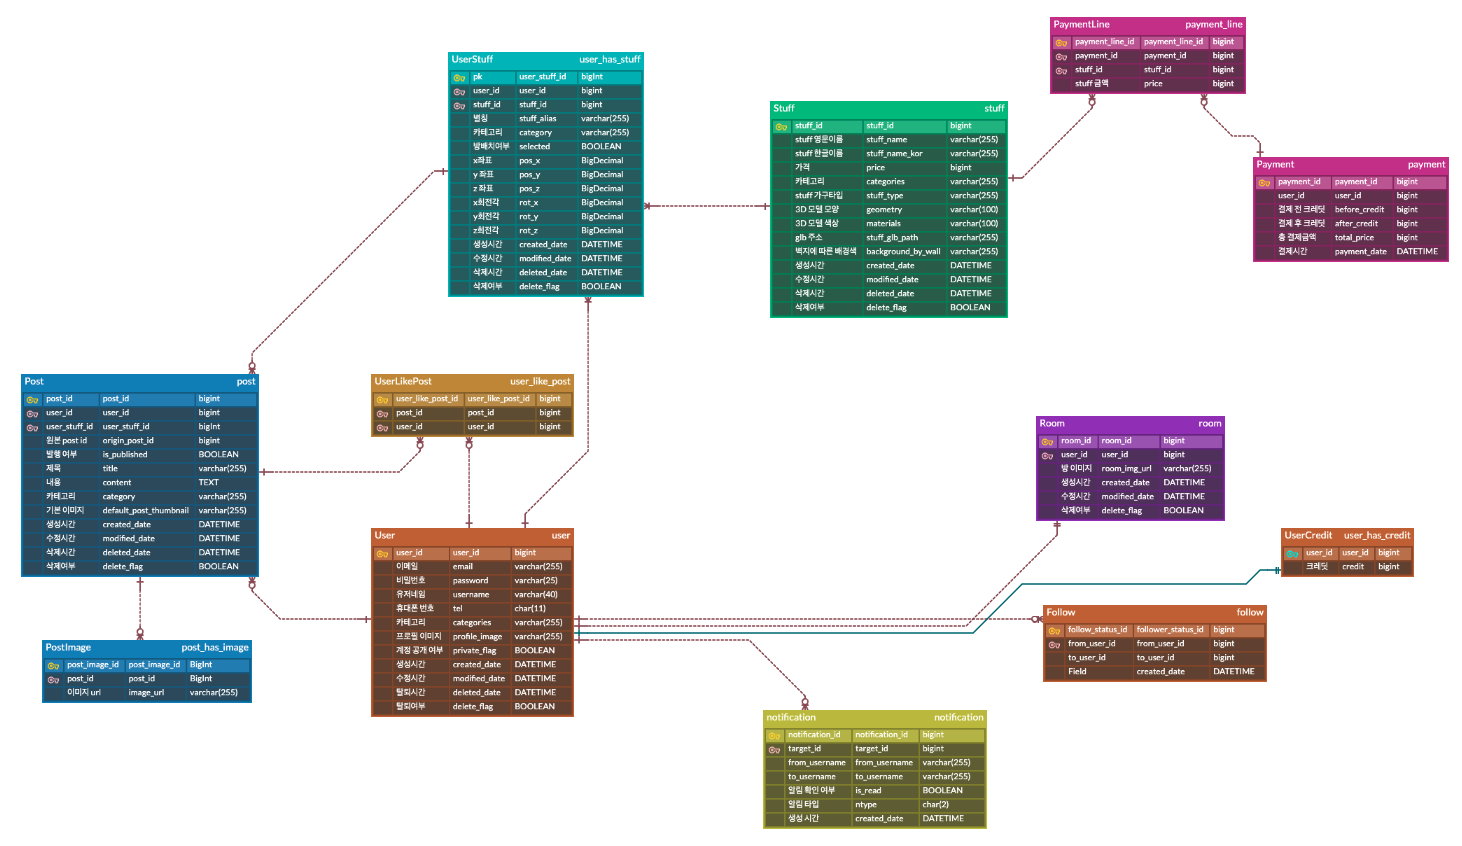 PaymentLine payment_line
payment_line_id payment_line_id bigint
payment_id payment_id bigint
stuff_id stuff_id bigint
stuff 금액 price bigint
UserStuff user_has_stuff
pk user_stuff_id bigInt
user_id user_id bigint
stuff_id stuff_id bigint
별칭 stuff_alias varchar(255)
카테고리 category varchar(255)
방배치여부 selected BOOLEAN
x좌표 pos_x BigDecimal
y 좌표 pos_y BigDecimal
z 좌표 pos_z BigDecimal
x회전각 rot_x BigDecimal
y회전각 rot_y BigDecimal
z회전각 rot_z BigDecimal
생성시간 created_date DATETIME
수정시간 modified_date DATETIME
삭제시간 deleted_date DATETIME
삭제여부 delete_flag BOOLEAN
Stuff stuff
stuff_id stuff_id bigint
stuff 영문이름 stuff_name varchar(255)
stuff 한글이름 stuff_name_kor varchar(255)
가격 price bigint
카테고리 categories varchar(255)
stuff 가구타입 stuff_type varchar(255)
3D 모델 모양 geometry varchar(100)
3D 모델 색상 materials varchar(100)
glb 주소 stuff_glb_path varchar(255)
벽지에 따른 배경색 background_by_wall varchar(255)
생성시간 created_date DATETIME
수정시간 modified_date DATETIME
삭제시간 deleted_date DATETIME
삭제여부 delete_flag BOOLEAN
Payment payment
payment_id payment_id bigint
user_id user_id bigint
결제 전 크레딧 before_credit bigint
결제 후 크레딧 after_credit bigint
총 결제금액 total_price bigint
결제시간 payment_date DATETIME
Post post
post_id post_id bigint
user_id user_id bigint
user_stuff_id user_stuff_id bigint
원본 post id origin_post_id bigint
발행 여부 is_published BOOLEAN
제목 title varchar(255)
내용 content TEXT
카테고리 category varchar(255)
기본 이미지 default_post_thumbnail varchar(255)
생성시간 created_date DATETIME
수정시간 modified_date DATETIME
삭제시간 deleted_date DATETIME
삭제여부 delete_flag BOOLEAN
UserLikePost user_like_post
user_like_post_id user_like_post_id bigint
post_id post_id bigint
user_id user_id bigint
Room room
room_id room_id bigint
user_id user_id bigint
방 이미지 room_img_url varchar(255)
생성시간 created_date DATETIME
수정시간 modified_date DATETIME
삭제여부 delete_flag BOOLEAN
User user
user_id user_id bigint
이메일 email varchar(255)
비밀번호 password varchar(25)
유저네임 username varchar(40)
휴대폰 번호 tel char(11)
카테고리 categories varchar(255)
프로필 이미지 profile_image varchar(255)
계정 공개 여부 private_flag BOOLEAN
생성시간 created_date DATETIME
수정시간 modified_date DATETIME
탈퇴시간 deleted_date DATETIME
탈퇴여부 delete_flag BOOLEAN
UserCredit user_has_credit
user_id user_id bigint
크레딧 credit bigint
Follow follow
follow_status_id follower_status_id bigint
from_user_id from_user_id bigint
to_user_id to_user_id bigint
Field created_date DATETIME
PostImage post_has_image
post_image_id post_image_id BigInt
post_id post_id BigInt
이미지 url image_url varchar(255)
notification notification
notification_id notification_id bigint
target_id target_id bigint
from_username from_username varchar(255)
to_username to_username varchar(255)
알림 확인 여부 is_read BOOLEAN
알림 타입 ntype char(2)
생성 시간 created_date DATETIME